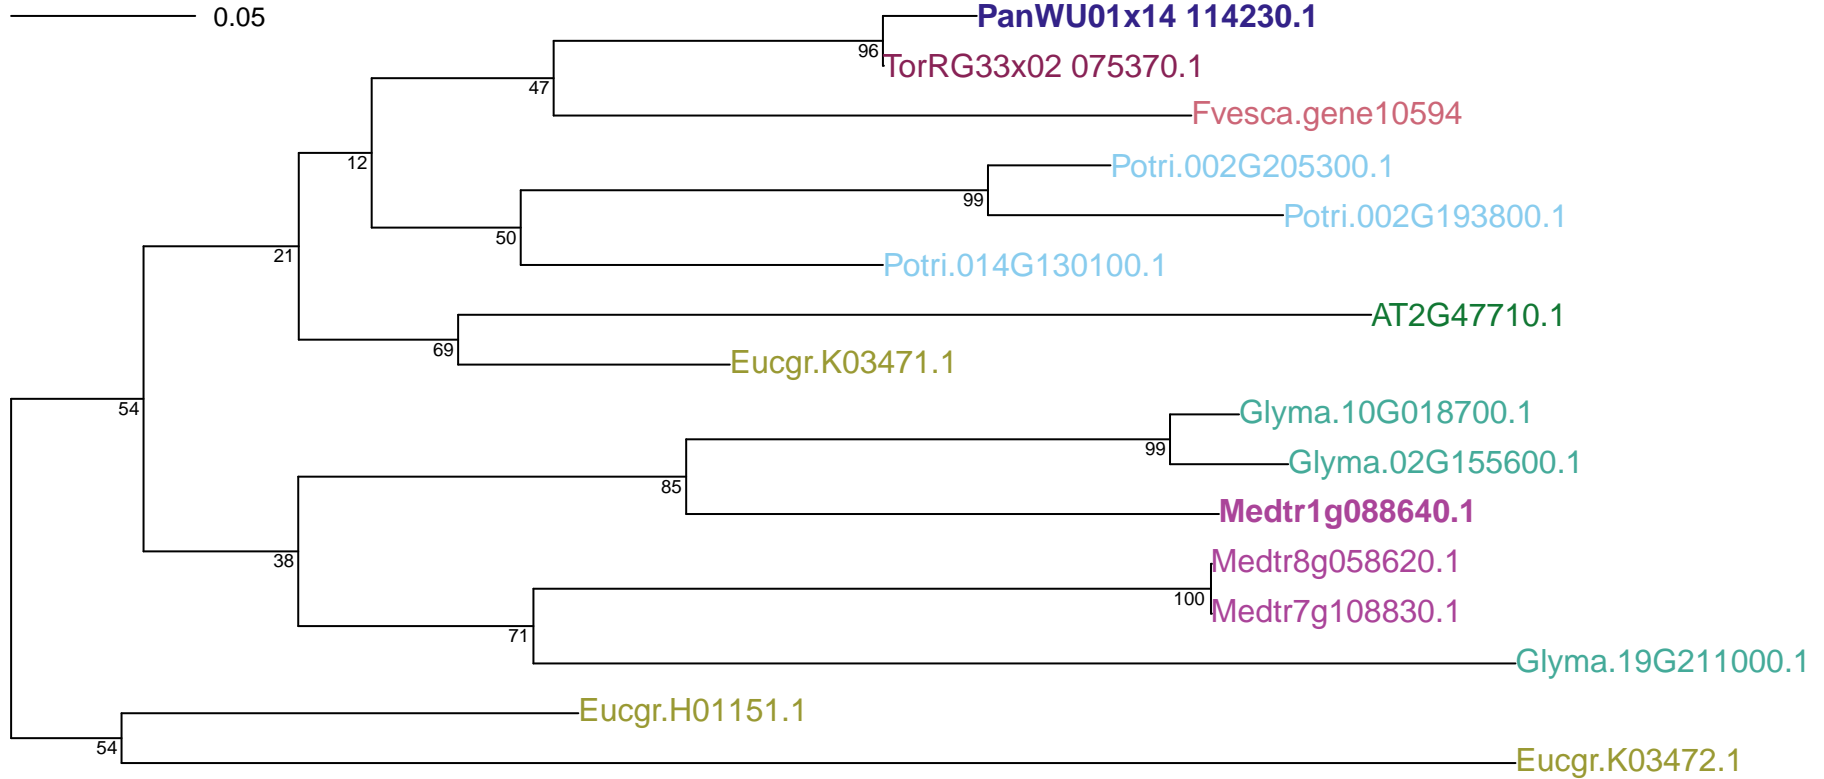 0.05
PanWU01x14 114230.1
96
TorRG33x02 075370.1
47
Fvesca.gene10594
12
Potri.002G205300.1
99
Potri.002G193800.1
50
21
Potri.014G130100.1
AT2G47710.1
69
Eucgr.K03471.1
54
Glyma.10G018700.1
99
Glyma.02G155600.1
85
Medtr1g088640.1
38
Medtr8g058620.1
100
Medtr7g108830.1
71
Glyma.19G211000.1
Eucgr.H01151.1
54
Eucgr.K03472.1